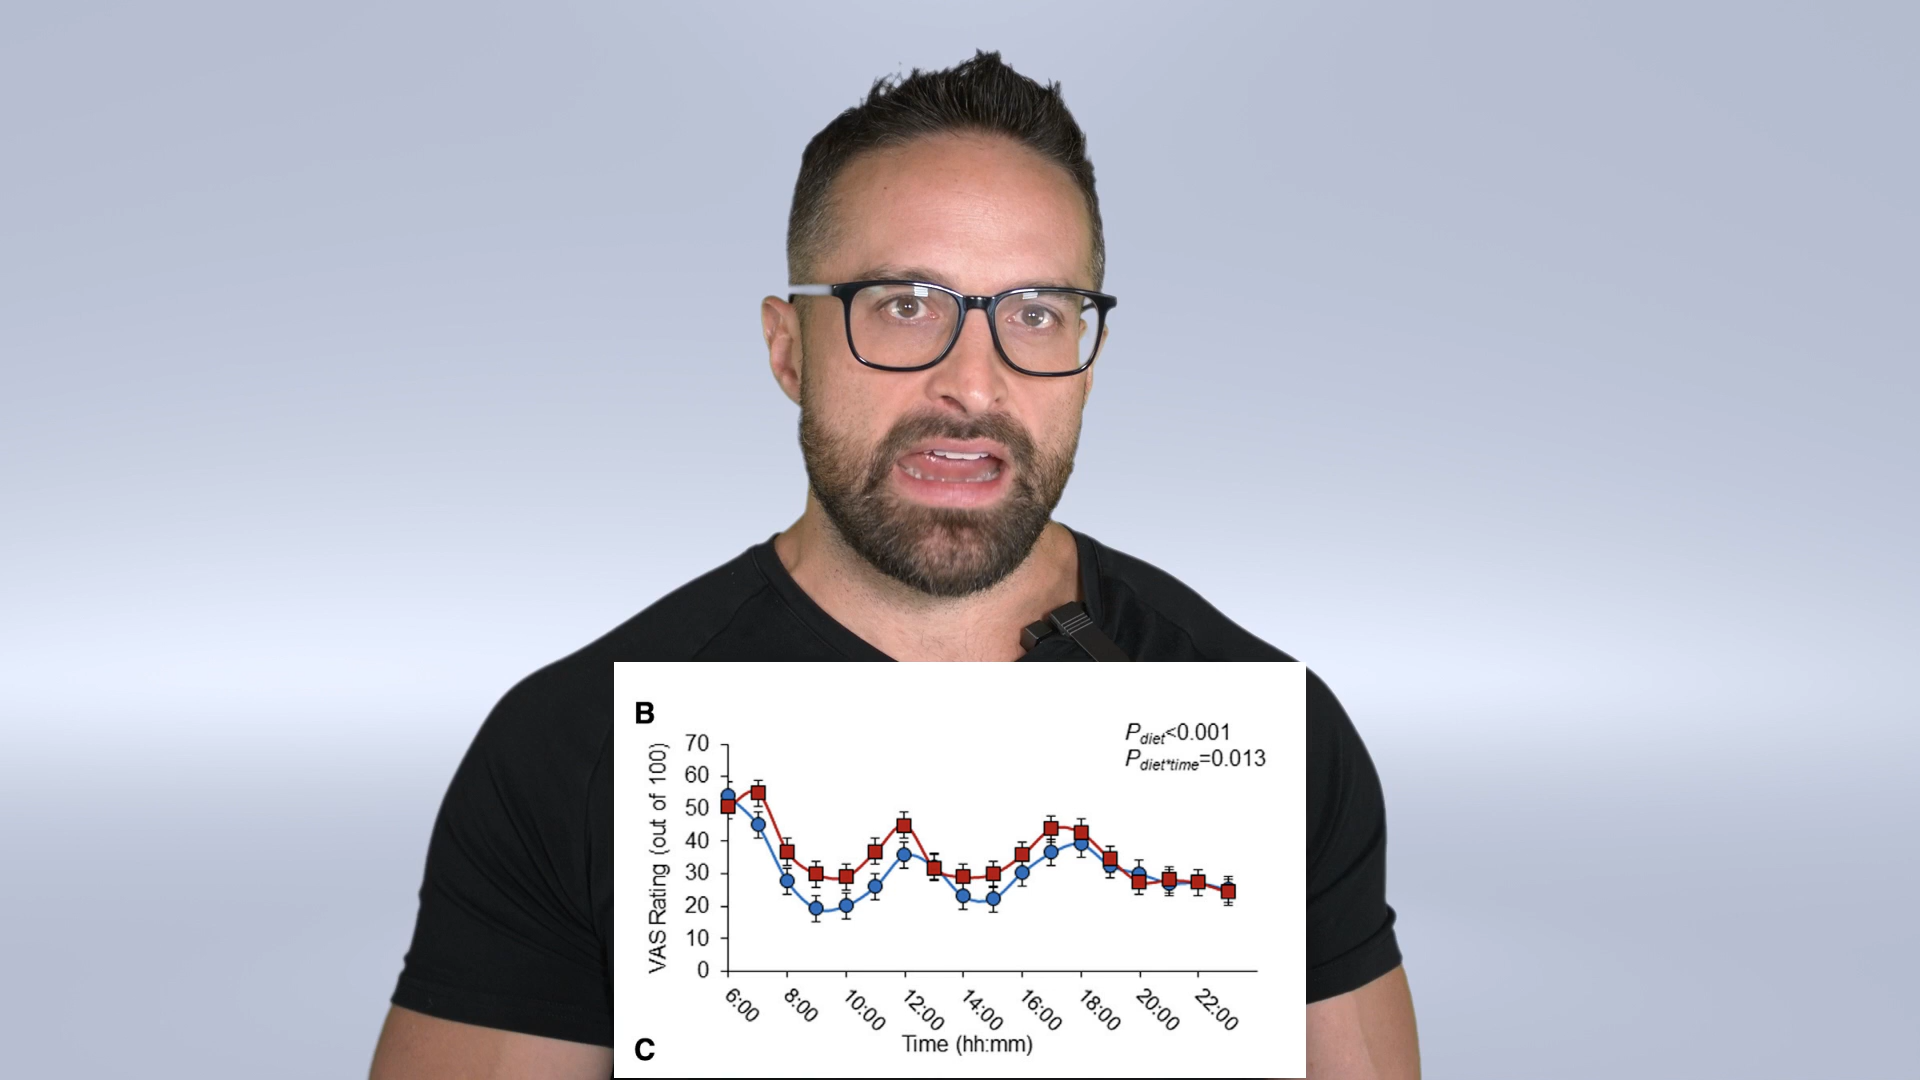 B
P diet<0.001
P diet*time=0.013
VAS Rating (out of 100)
70
60
50
40
30
20
10
0
6:00
8:00
10:00
12:00
14:00
16:00
18:00
20:00
22:00
Time (hh:mm)
C